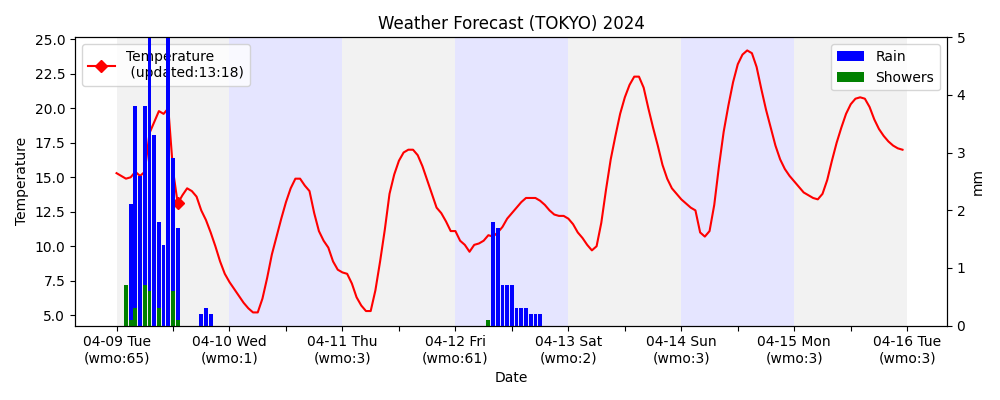 Weather Forecast (TOKYO) 2024
Temperature
(updated:13:18)
Rain
Showers
25.0
22.5
20.0
17.5
15.0
12.5
10.0
7.5
5.0
Temperature
5
4
3
2
1
0
mm
04-09 Tue 04-10 Wed 04-11 Thu 04-12 Fri 04-13 Sat 04-14 Sun 04-15 Mon 04-16 Tue
(wmo:65) (wmo:1) (wmo:3) (wmo:61) (wmo:2) (wmo:3) (wmo:3) (wmo:3)
Date